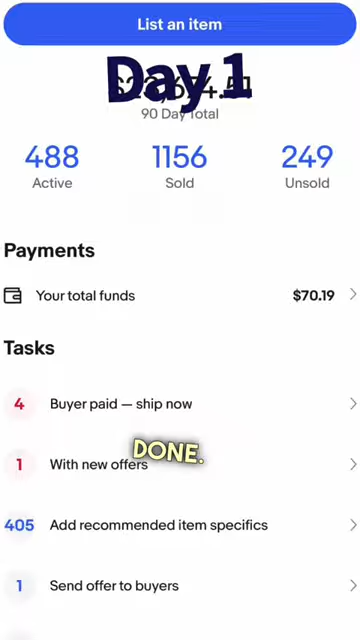 List an item
Day 1
90 Day Total
488 1156 249
Active Sold Unsold
Payments
Your total funds $70.19
Tasks
4 Buyer paid — ship now
1 With new offers
DONE.
405 Add recommended item specifics
1 Send offer to buyers